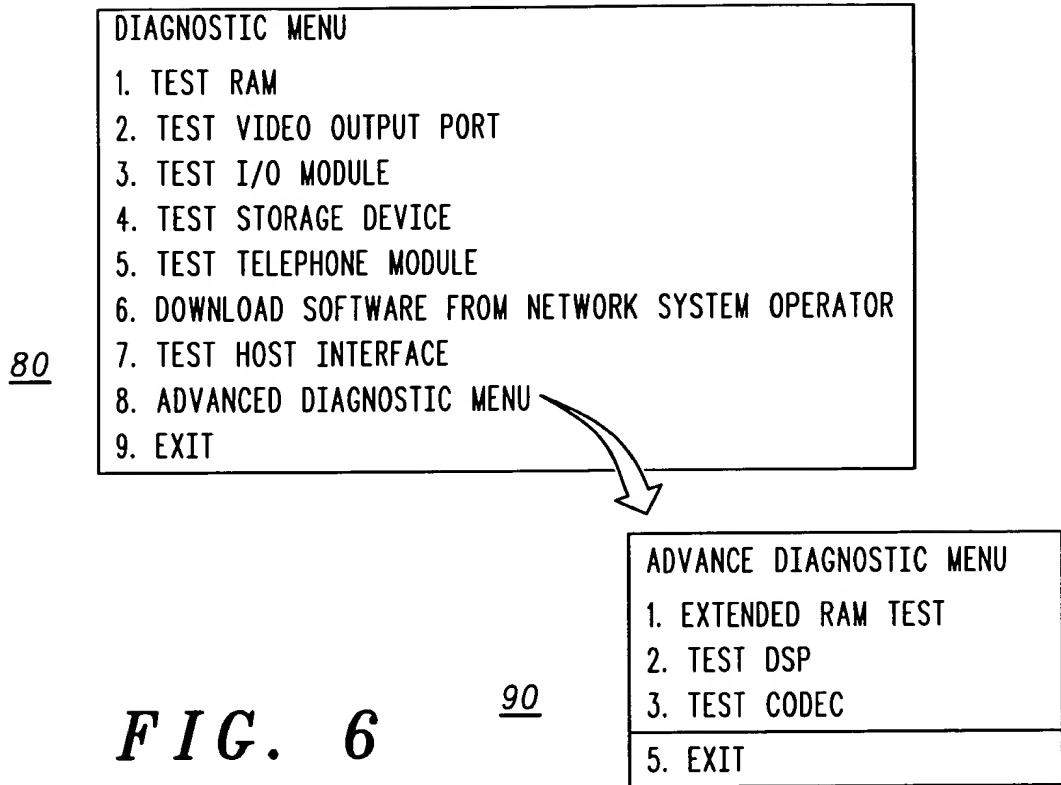 DIAGNOSTIC MENU
1. TEST RAM
2. TEST VIDEO OUTPUT PORT
3. TEST I/O MODULE
4. TEST STORAGE DEVICE
5. TEST TELEPHONE MODULE
6. DOWNLOAD SOFTWARE FROM NETWORK SYSTEM OPERATOR
7. TEST HOST INTERFACE
8. ADVANCED DIAGNOSTIC MENU
9. EXIT
80
ADVANCE DIAGNOSTIC MENU
1. EXTENDED RAM TEST
2. TEST DSP
3. TEST CODEC
5. EXIT
90
FIG. 6